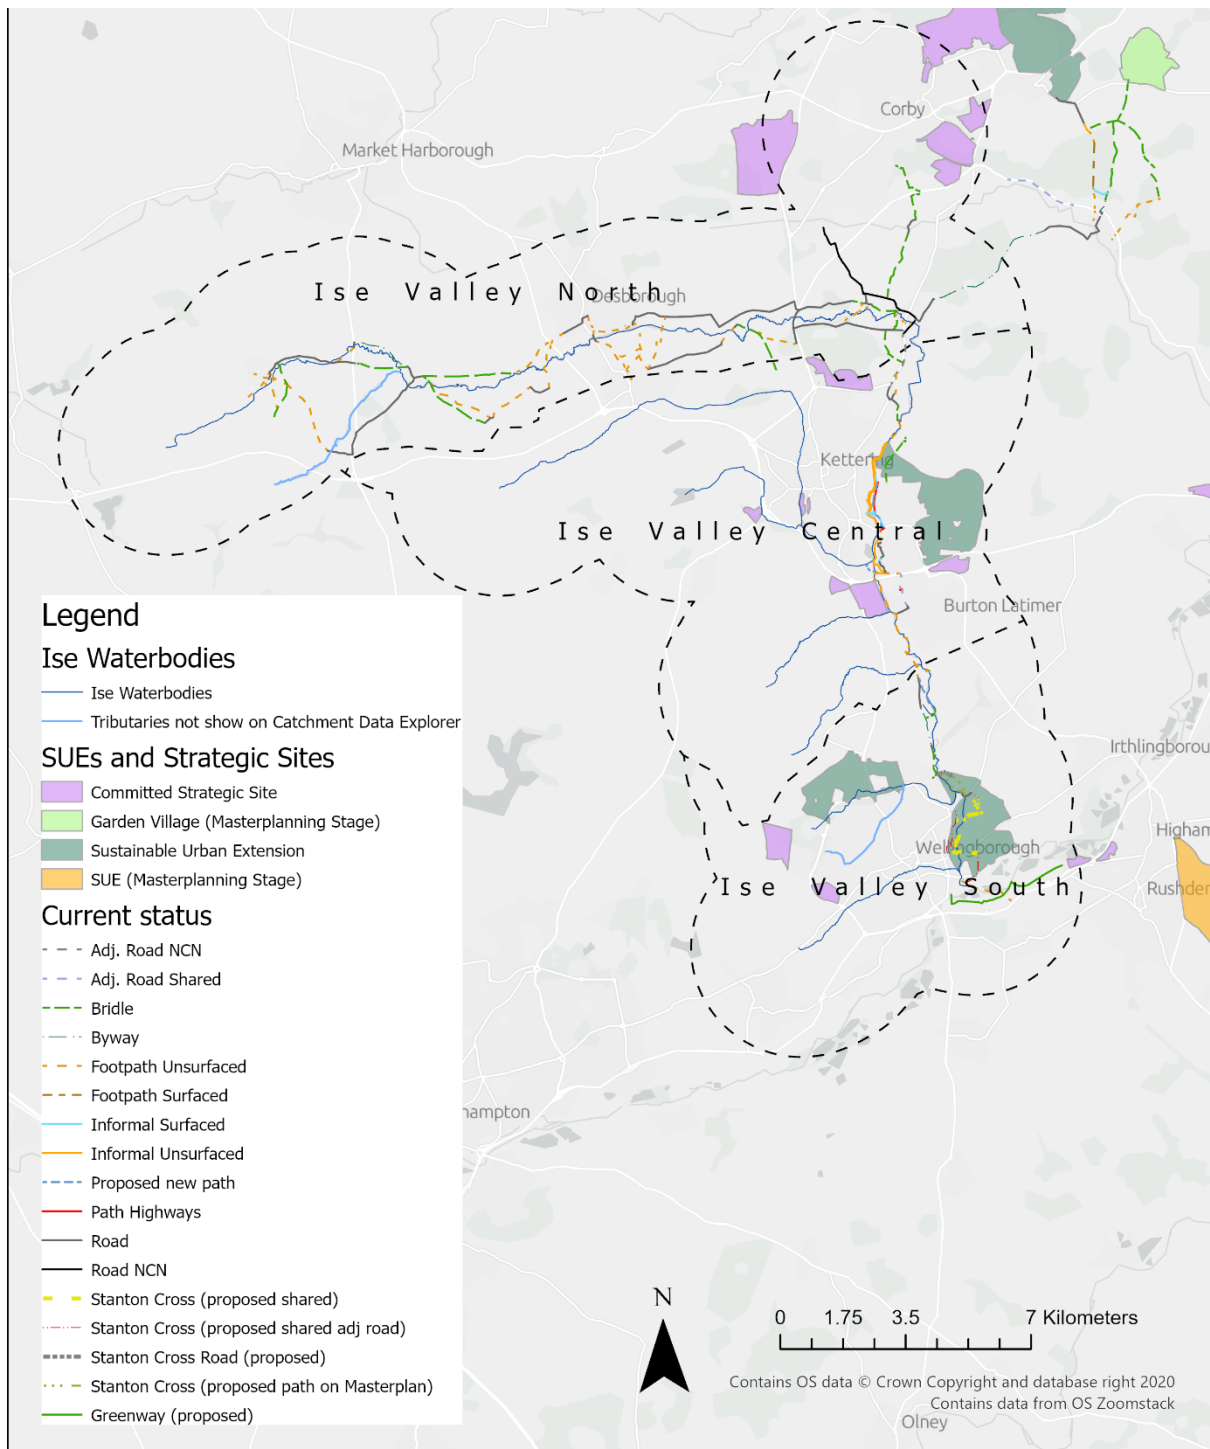 Corby
Market Harborough
Ise Valley North
Desborough
Kettering
Ise Valley Central
Burton Latimer
Irthlingborou
Higham
Wellingborough
Rushden
Ise Valley South
hampton
Olney
Legend
Ise Waterbodies
Ise Waterbodies
Tributaries not show on Catchment Data Explorer
SUEs and Strategic Sites
Committed Strategic Site
Garden Village (Masterplanning Stage)
Sustainable Urban Extension
SUE (Masterplanning Stage)
Current status
Adj. Road NCN
Adj. Road Shared
Bridle
Byway
Footpath Unsurfaced
Footpath Surfaced
Informal Surfaced
Informal Unsurfaced
Proposed new path
Path Highways
Road
Road NCN
Stanton Cross (proposed shared)
Stanton Cross (proposed shared adj road)
Stanton Cross Road (proposed)
Stanton Cross (proposed path on Masterplan)
Greenway (proposed)
N
0 1.75 3.5 7 Kilometers
Contains OS data © Crown Copyright and database right 2020
Contains data from OS Zoomstack